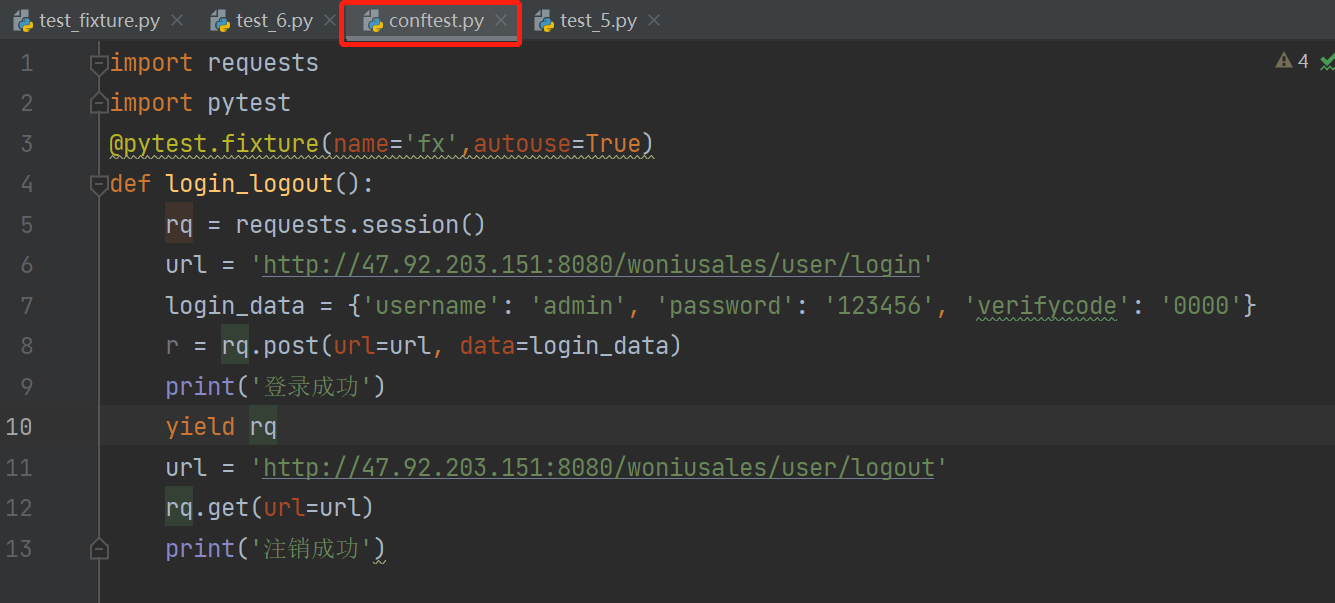 test_fixture.py test_6.py conftest.py test_5.py
1 import requests 4
2 import pytest
3 @pytest.fixture(name='fx',autouse=True)
4 def login_logout():
5 rq = requests.session()
6 url = 'http://47.92.203.151:8080/woniusales/user/login'
7 login_data = {'username': 'admin', 'password': '123456', 'verifycode': '0000'}
8 r = rq.post(url=url, data=login_data)
9 print('登录成功')
10 yield rq
11 url = 'http://47.92.203.151:8080/woniusales/user/logout'
12 rq.get(url=url)
13 print('注销成功')